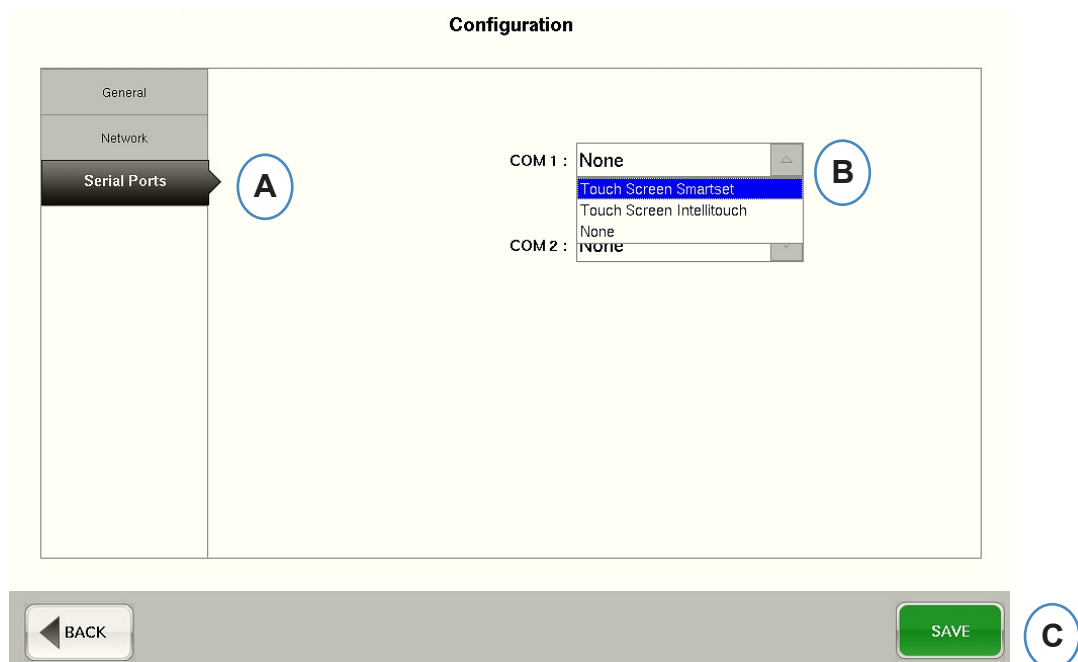 Configuration
General
Network
Serial Ports
A
COM 1 : None
B
Touch Screen Smartset
Touch Screen Intellitouch
None
COM 2 : None
BACK
SAVE
C